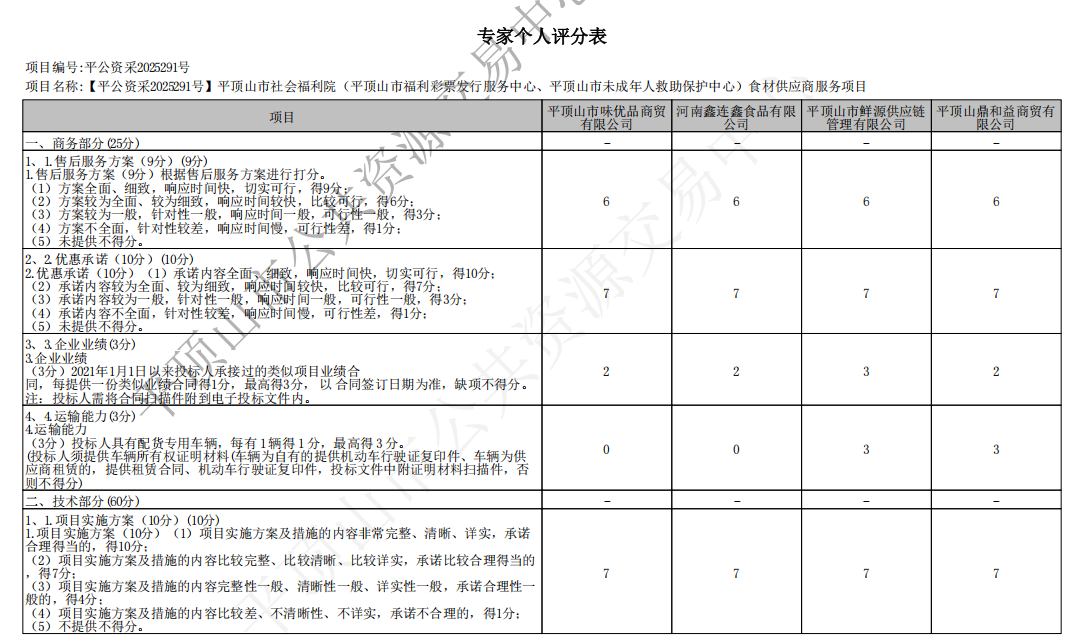 专家个人评分表
项目编号:平公资采2025291号
项目名称:【平公资采2025291号】平顶山市社会福利院（平顶山市福利彩票发行服务中心、平顶山市未成年人救助保护中心）食材供应商服务项目
项目
平顶山市味优品商贸有限公司
河南鑫连鑫食品有限公司
平顶山市鲜源供应链管理有限公司
平顶山鼎和益商贸有限公司
一、商务部分(25分) - - - -
1、1.售后服务方案（9分）(9分)
1.售后服务方案（9分）根据售后服务方案进行打分。
（1）方案全面、细致，响应时间快，切实可行，得9分；
（2）方案较为全面、较为细致，响应时间较快，比较可行，得6分；
（3）方案较为一般，针对性一般，响应时间一般，可行性一般，得3分；
（4）方案不全面，针对性较差，响应时间慢，可行性差，得1分；
（5）未提供不得分。
6 6 6 6
2、2.优惠承诺（10分）(10分)
2.优惠承诺（10分）（1）承诺内容全面、细致，响应时间快，切实可行，得10分；
（2）承诺内容较为全面、较为细致，响应时间较快，比较可行，得7分；
（3）承诺内容较为一般，针对性一般，响应时间一般，可行性一般，得3分；
（4）承诺内容不全面，针对性较差，响应时间慢，可行性差，得1分；
（5）未提供不得分。
7 7 7 7
3、3.企业业绩(3分)
3.企业业绩
（3分）2021年1月1日以来投标人承接过的类似项目业绩合
同，每提供一份类似业绩合同得1分，最高得3分， 以 合同签订日期为准，缺项不得分。
注：投标人需将合同扫描件附到电子投标文件内。
2 2 3 2
4、4.运输能力(3分)
4.运输能力
（3分）投标人具有配货专用车辆，每有 1 辆得 1 分，最高得 3 分。
(投标人须提供车辆所有权证明材料(车辆为自有的提供机动车行驶证复印件、车辆为供
应商租赁的，提供租赁合同、机动车行驶证复印件，投标文件中附证明材料扫描件，否
则不得分)
0 0 3 3
二、技术部分(60分) - - - -
1、1.项目实施方案（10分）(10分)
1.项目实施方案（10分）（1）项目实施方案及措施的内容非常完整、清晰、详实，承诺
合理得当的，得10分；
（2）项目实施方案及措施的内容比较完整、比较清晰、比较详实，承诺比较合理得当的
，得7分；
（3）项目实施方案及措施的内容完整性一般、清晰性一般、详实性一般，承诺合理性一
般的，得4分；
（4）项目实施方案及措施的内容比较差、不清晰性、不详实，承诺不合理的，得1分；
（5）不提供不得分。
7 7 7 7
平顶山市公共资源交易中心
平顶山市公共资源交易中